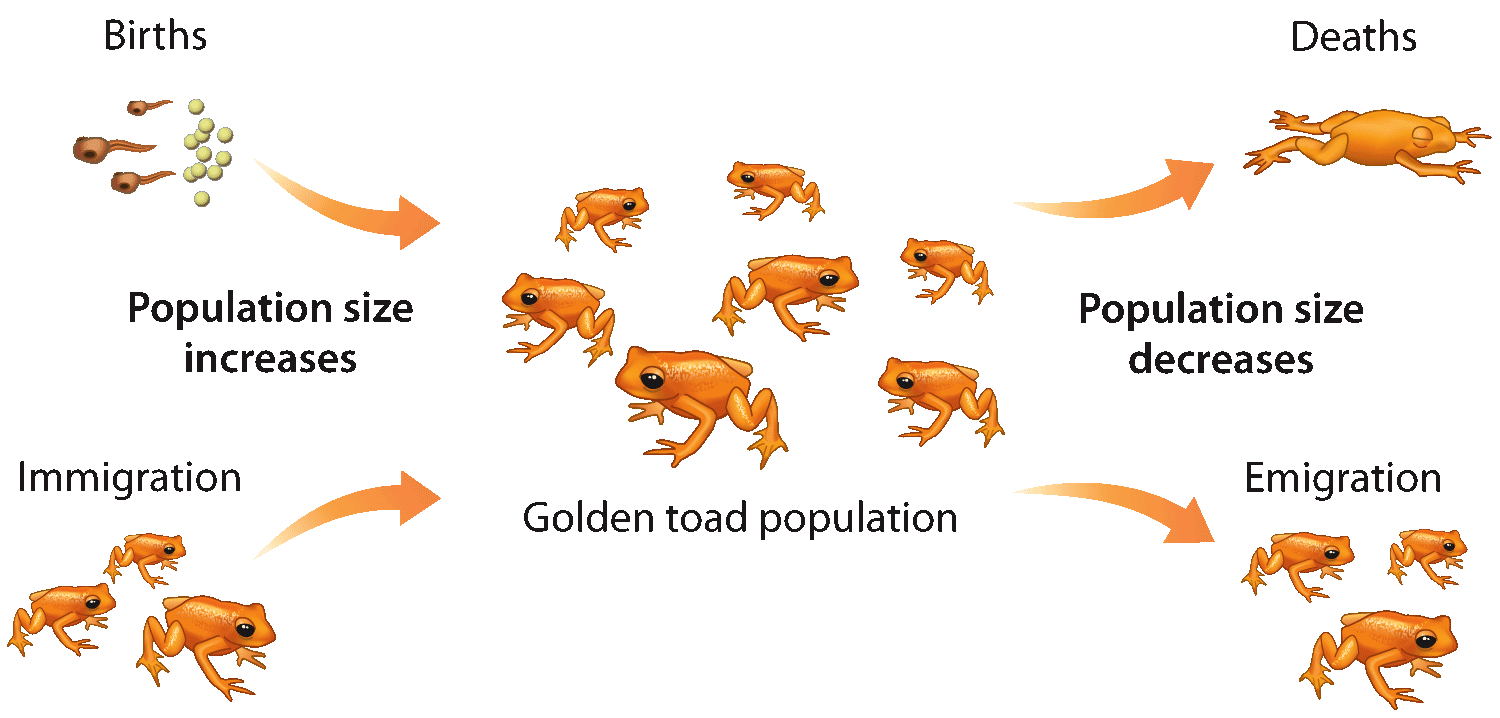 Births
Deaths
Population size
increases
Population size
decreases
Immigration
Golden toad population
Emigration